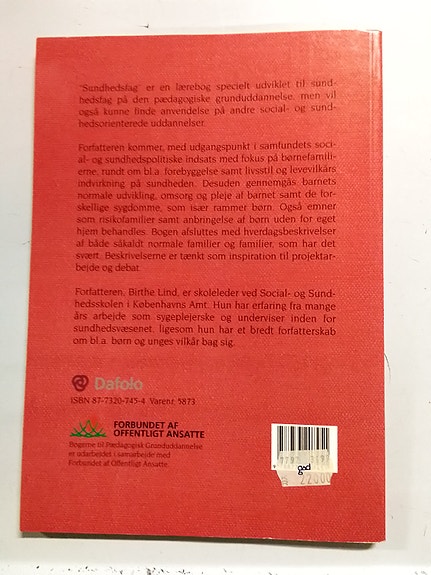 "Sundhedsfag" er en lærebog specielt udviklet til sund-
hedsfag på den pædagogiske grunduddannelse, men vil
også kunne finde anvendelse på andre social- og sund-
hedsorienterede uddannelser.
Forfatteren kommer, med udgangspunkt i samfundets soci-
al- og sundhedspolitiske indsats med fokus på børnefamili-
erne, rundt om bl.a. forebyggelse samt livsstil og levevilkårs
indvirkning på sundheden. Desuden gennemgås barnets
normale udvikling, omsorg og pleje af barnet samt de for-
skellige sygdomme, som især rammer børn. Også emner
som risikofamilier samt anbringelse af børn uden for eget
hjem behandles. Bogen afsluttes med hverdagsbeskrivelser
af både såkaldt normale familier og familier, som har det
svært. Beskrivelserne er tænkt som inspiration til projektar-
bejde og debat.
Forfatteren, Birthe Lind, er skoleleder ved Social- og Sund-
hedsskolen i Københavns Amt. Hun har erfaring fra mange
års arbejde som sygeplejerske og underviser inden for
sundhedsvæsenet, ligesom hun har et bredt forfatterskab
om bl.a. børn og unges vilkår bag sig.
Dafolo
ISBN 87-7320-745-4 Varenr. 5873
FORBUNDET AF
OFFENTLIGT ANSATTE
Bøgerne til Pædagogisk Grunduddannelse
er udarbejdet i samarbejde med
Forbundet af Offentligt Ansatte.
gad
22000